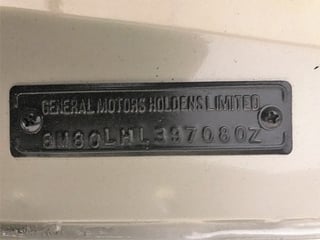 GENERAL MOTORS HOLDENS LIMITED
8M80LHL397080Z